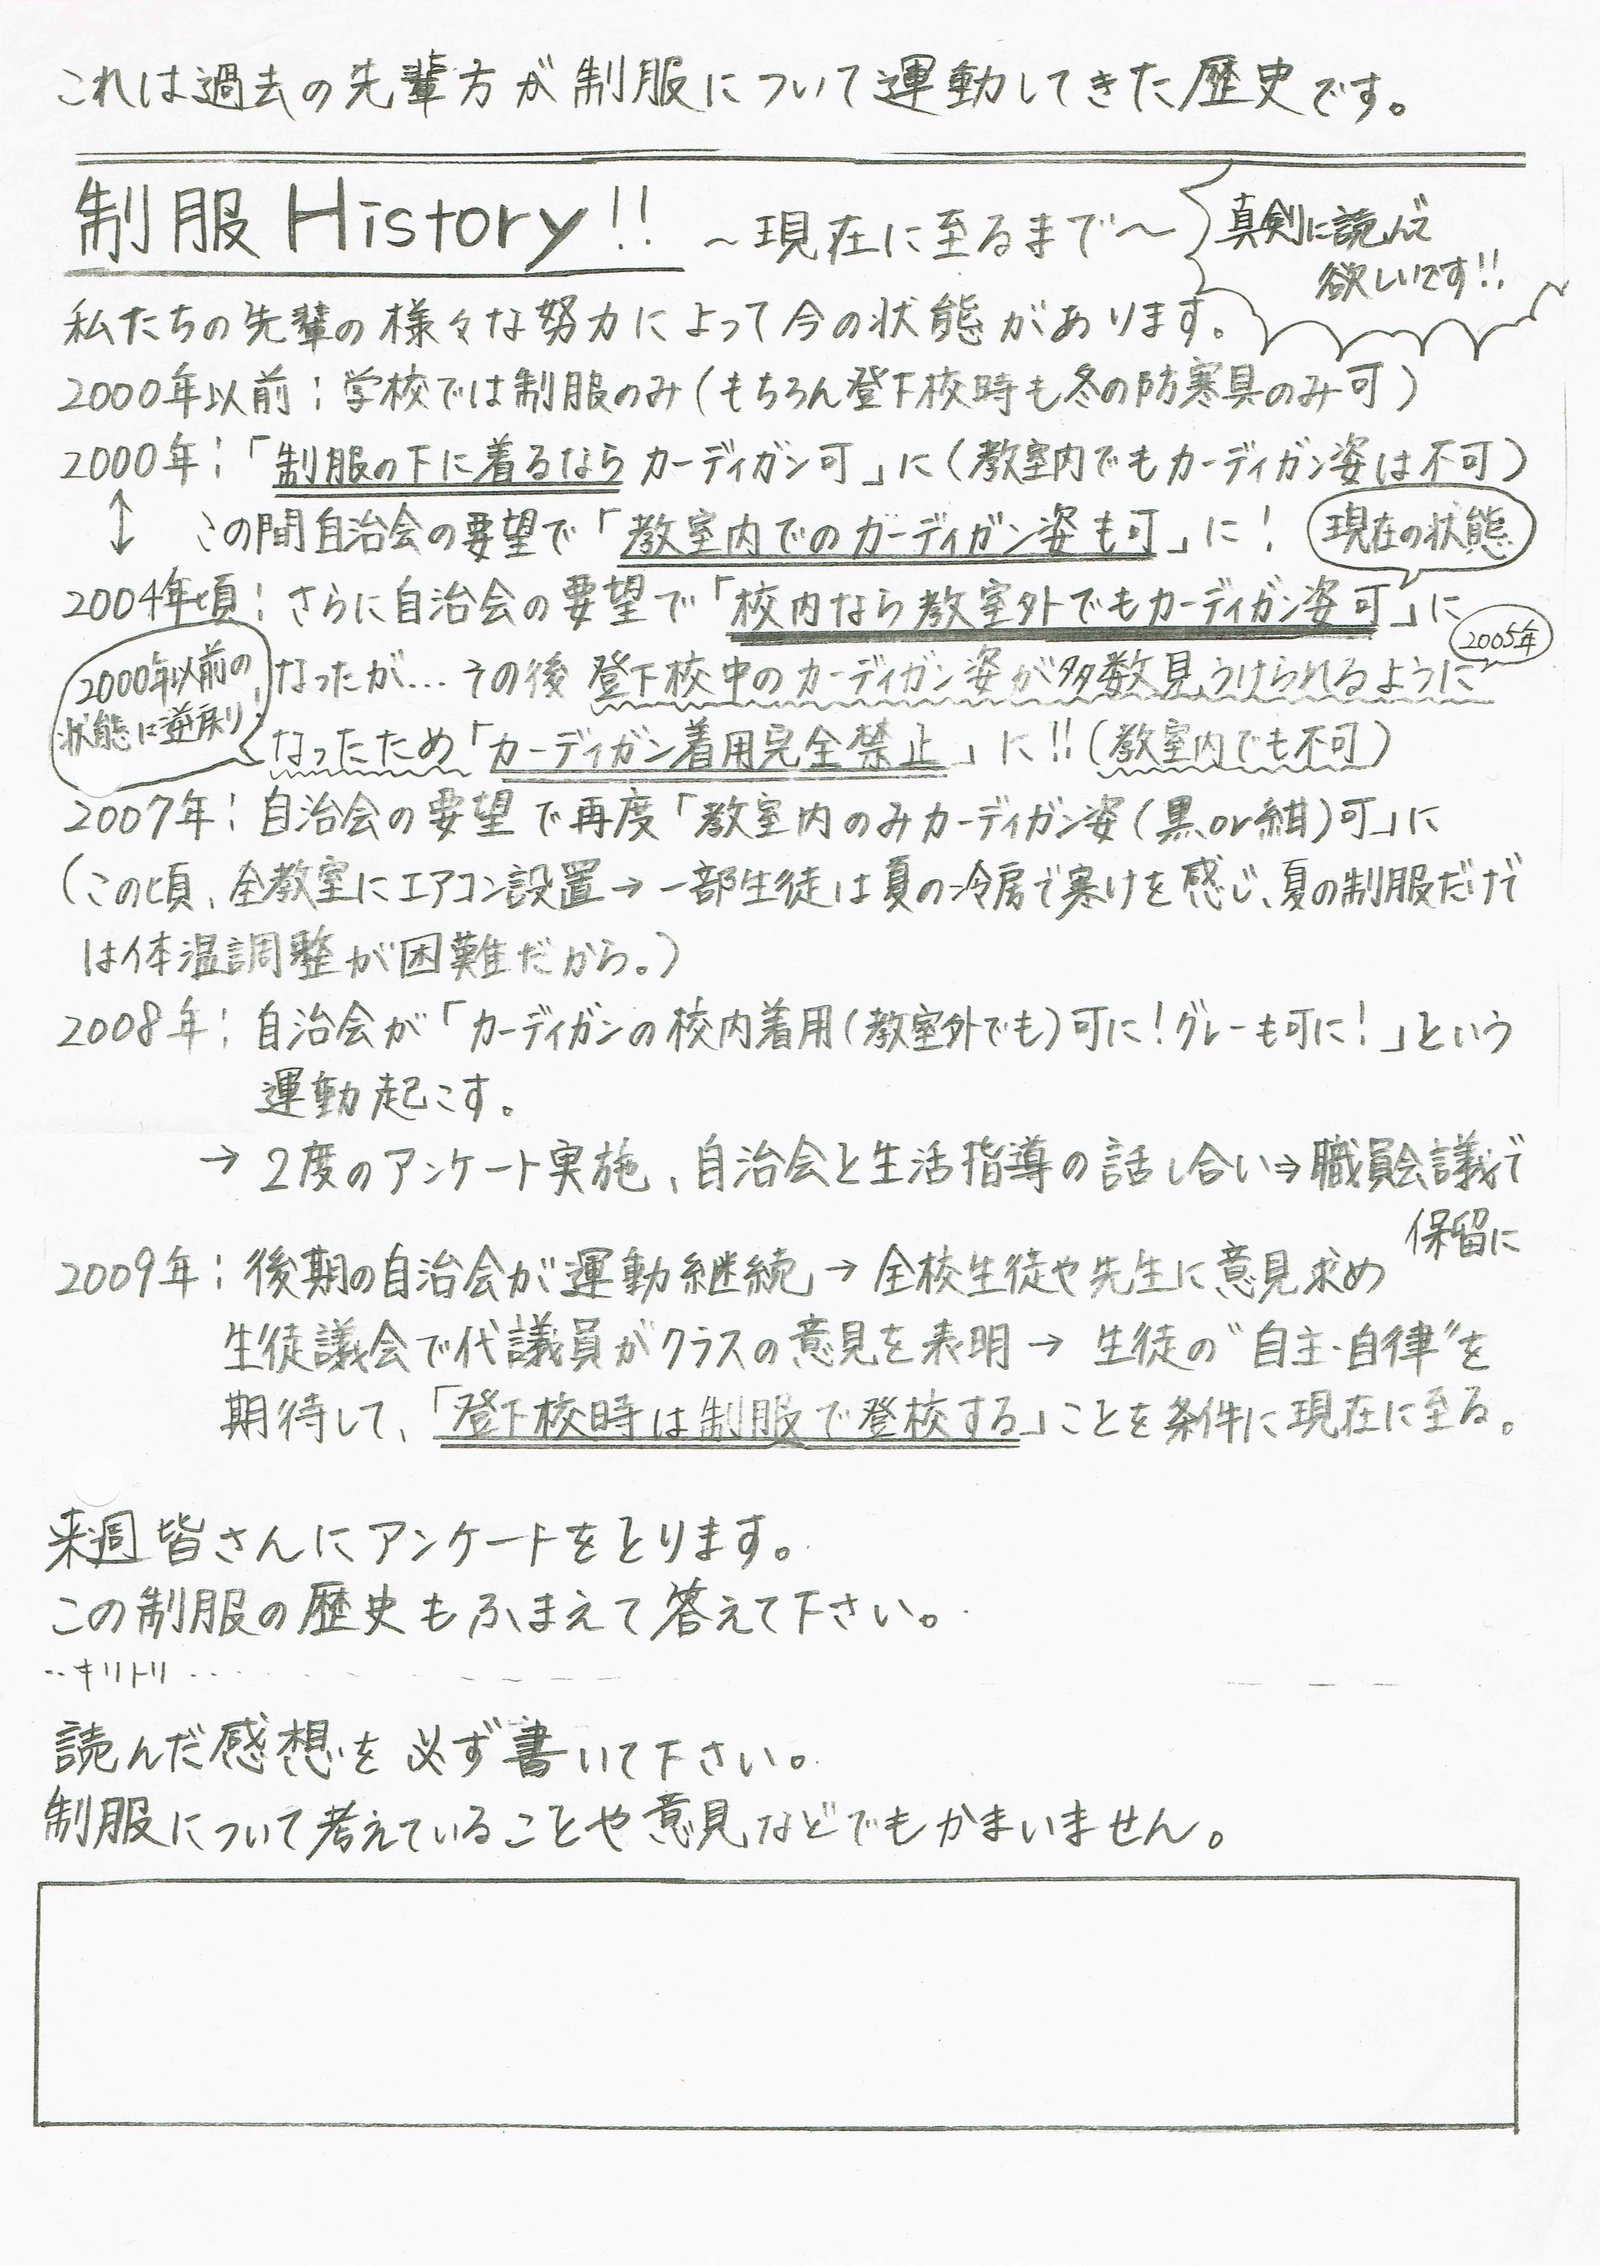 これは過去の先輩方が制服について運動してきた歴史です。
制服History!! ～現在に至るまで～
真剣に読んで
欲しいです!!
私たちの先輩の様々な努力によって今の状態があります。
2000年以前：学校では制服のみ(もちろん登下校時も冬の防寒具のみ可)
2000年：「制服の下に着るならカーディガン可」に(教室内でもカーディガン姿は不可)
↕ この間自治会の要望で「教室内でのカーディガン姿も可」に!
現在の状態
2004年頃：さらに自治会の要望で「校内なら教室外でもカーディガン姿可」に
2005年
なったが… その後 登下校中のカーディガン姿が多数見うけられるように
2000年以前の
状態に逆戻り!
なったため「カーディガン着用完全禁止」に!!(教室内でも不可)
2007年：自治会の要望で再度「教室内のみカーディガン姿(黒or紺)可」に
(この頃、全教室にエアコン設置→一部生徒は夏の冷房で寒けを感じ、夏の制服だけで
は体温調整が困難だから。)
2008年：自治会が「カーディガンの校内着用(教室外でも)可に!グレーも可に!」という
運動起こす。
→ 2度のアンケート実施、自治会と生活指導の話し合い⇒職員会議で
保留に
2009年：後期の自治会が運動継続→全校生徒や先生に意見求め
生徒議会で代議員がクラスの意見を表明→ 生徒の"自主・自律"を
期待して、「登下校時は制服で登校する」ことを条件に現在に至る。
来週皆さんにアンケートをとります。
この制服の歴史もふまえて答えて下さい。
キリトリ
読んだ感想を必ず書いて下さい。
制服について考えていることや意見などでもかまいません。